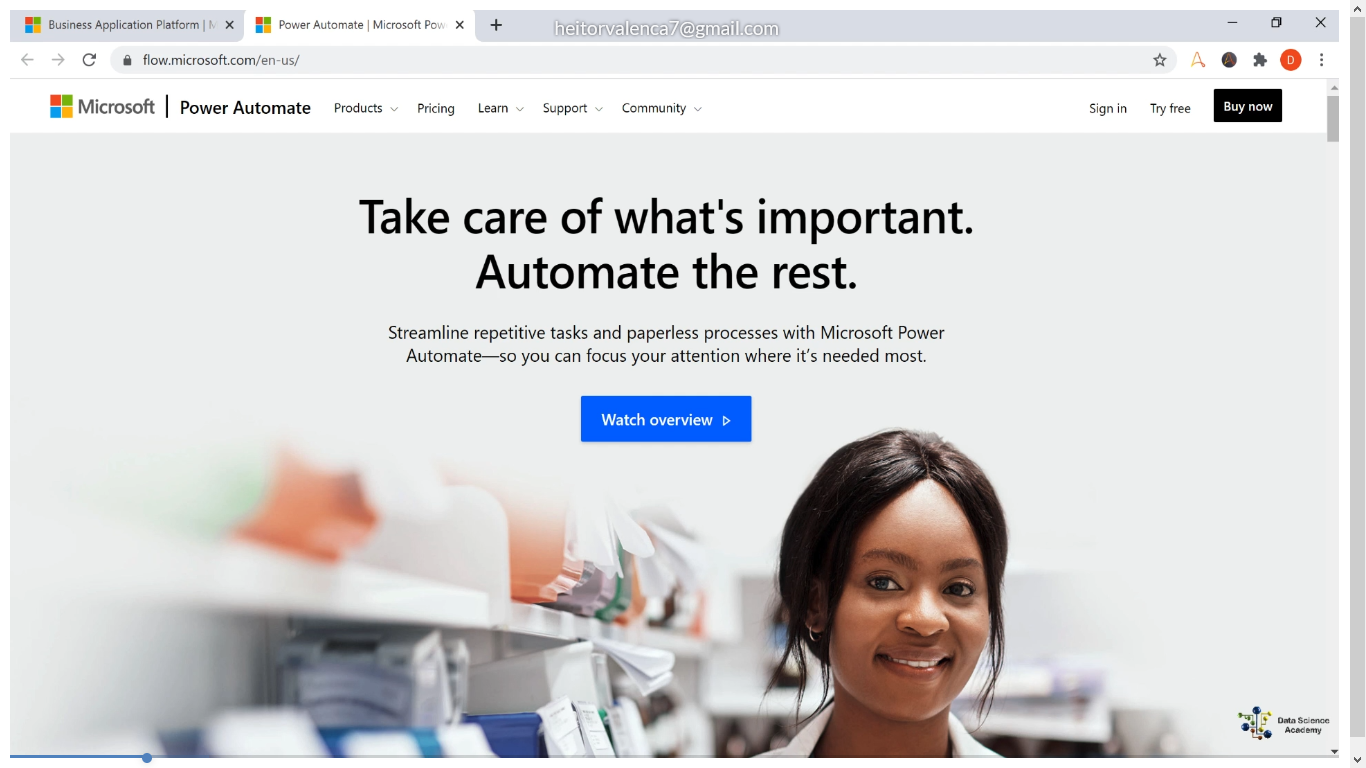 Business Application Platform | M
Power Automate | Microsoft Pow
heitorvalenca7@gmail.com
flow.microsoft.com/en-us/
D
Microsoft
Power Automate
Products
Pricing
Learn
Support
Community
Sign in
Try free
Buy now
Take care of what's important.
Automate the rest.
Streamline repetitive tasks and paperless processes with Microsoft Power
Automate—so you can focus your attention where it's needed most.
Watch overview
Data Science
Academy